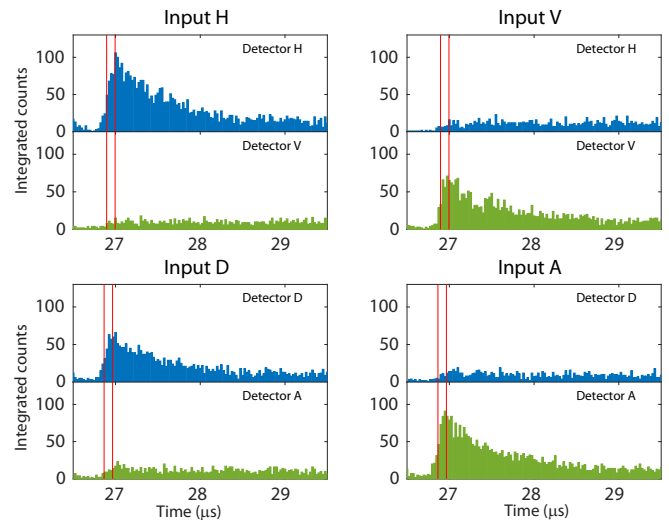 Input H
Input V
Integrated counts
100
50
0
Detector H
100
50
0
Detector H
100
50
0
Detector V
100
50
0
Detector V
27
28
29
27
28
29
Input D
Input A
Integrated counts
100
50
0
Detector D
100
50
0
Detector D
100
50
0
Detector A
100
50
0
Detector A
27
28
29
27
28
29
Time (μs)
Time (μs)